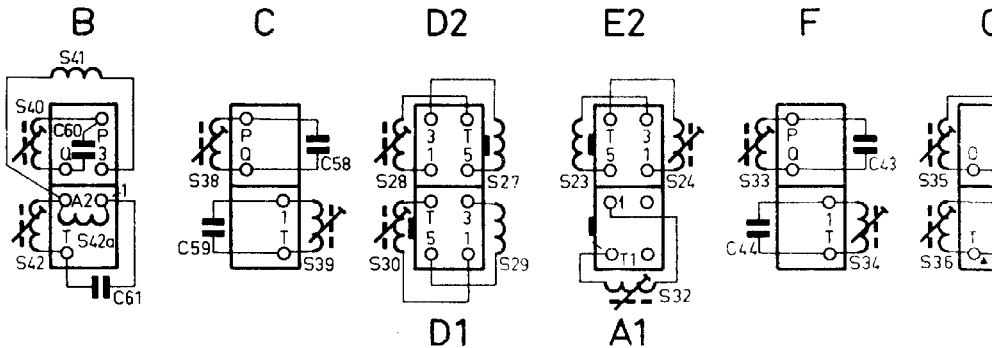 B C D2 E2 F
S41
S40
C60 P
Q 3
A2 1
S42a
T
S42
C61
P
Q
C58
S38
C59 1
T
S39
3 T
1 5
S28 S27
T 3
5 1
S30 S29
D1
T 3
5 1
S23 S24
1
T1
S32
A1
P
Q
C43
S33
1
C44 T
S34
S35 Q
S36 T